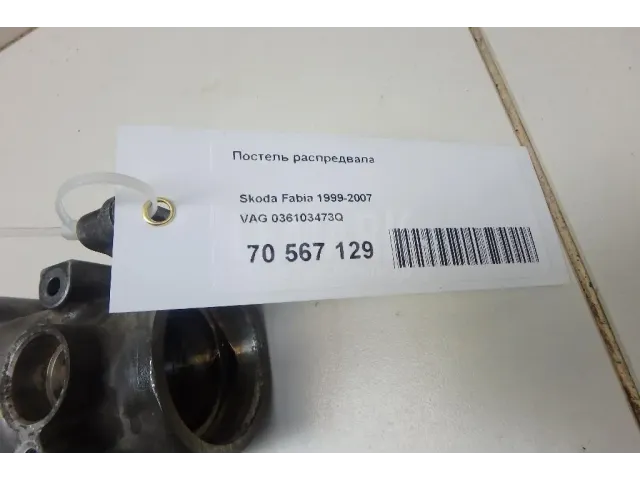 Постель распредвала
Skoda Fabia 1999-2007
VAG 036103473Q
70 567 129